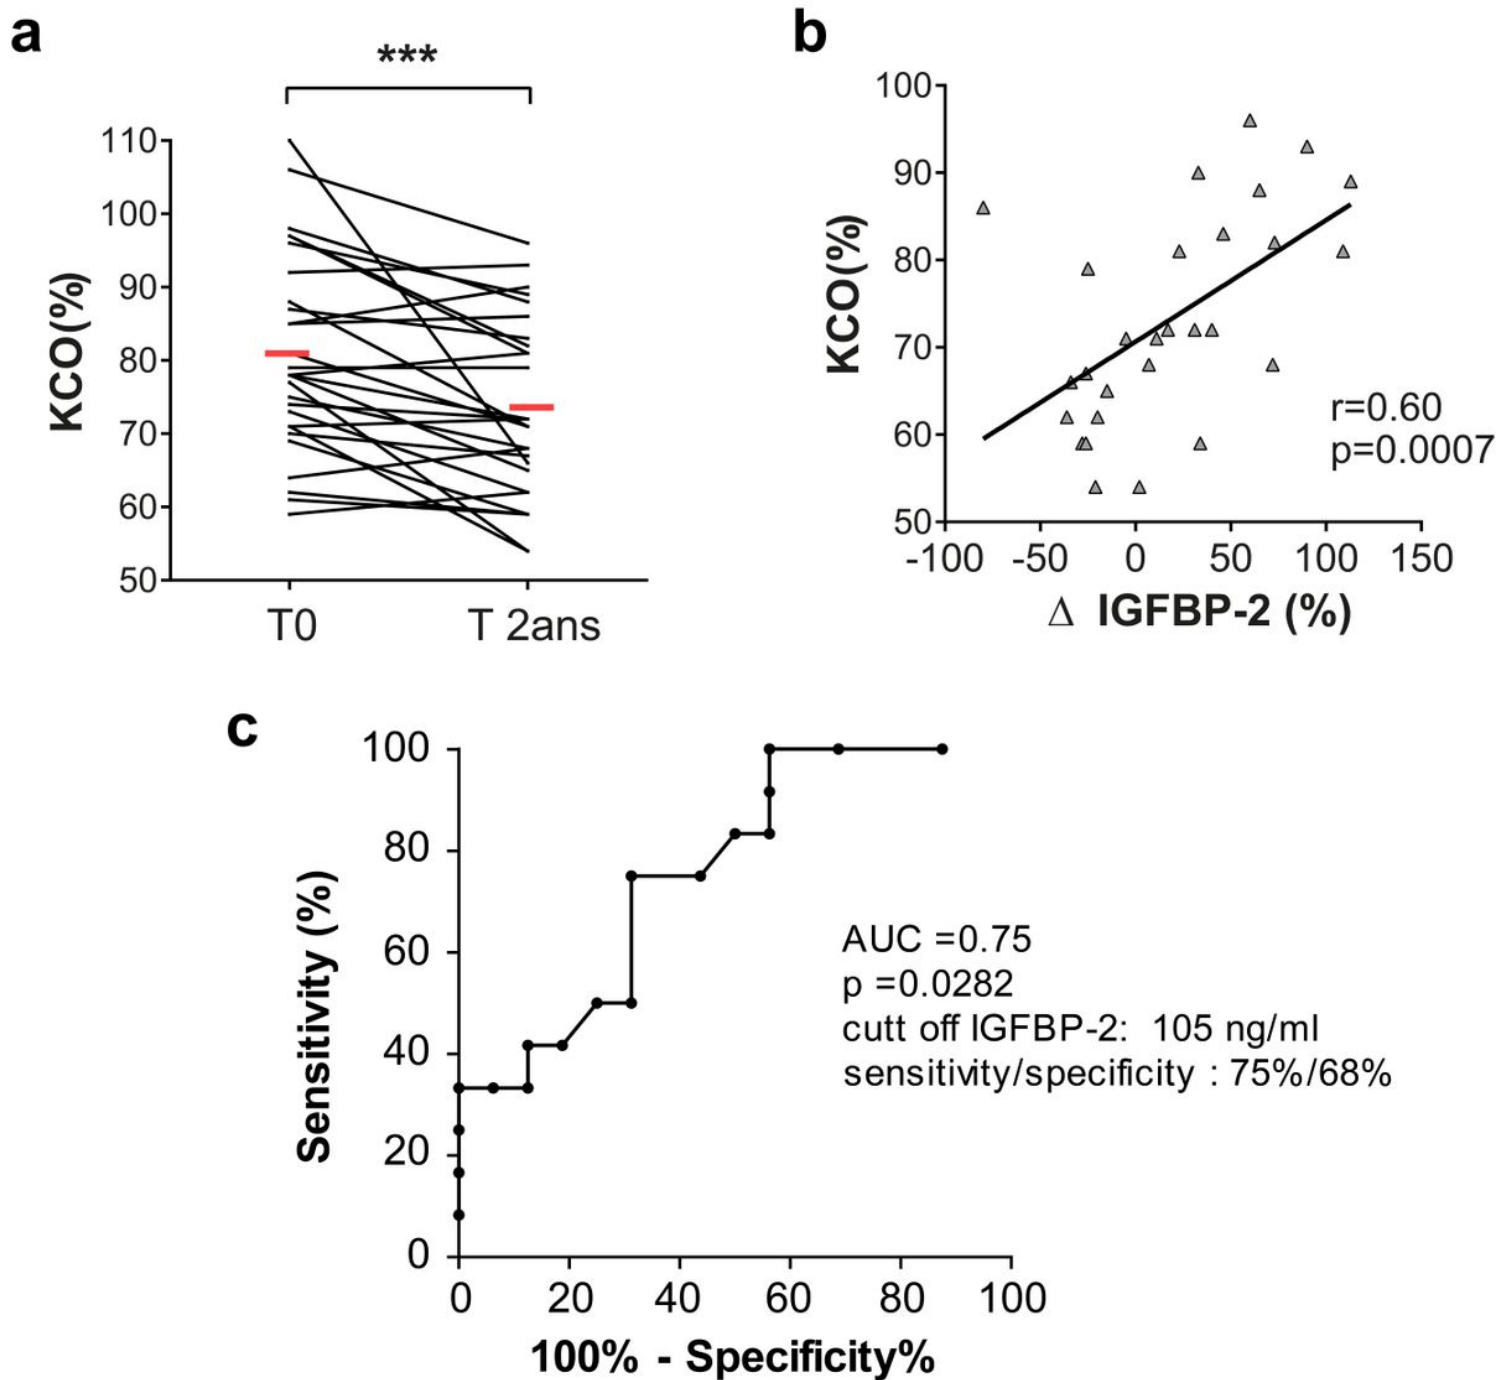 a
***
110
100
90
80
70
60
50
KCO(%)
T0
T 2ans
b
100
90
80
70
60
50
KCO(%)
r=0.60
p=0.0007
-100 -50 0 50 100 150
Δ IGFBP-2 (%)
c
100
80
60
40
20
0
Sensitivity (%)
AUC =0.75
p =0.0282
cutt off IGFBP-2: 105 ng/ml
sensitivity/specificity : 75%/68%
0 20 40 60 80 100
100% - Specificity%